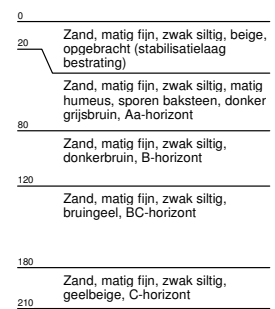 0
Zand, matig fijn, zwak siltig, beige,
opgebracht (stabilisatielaag
bestrating)
20
Zand, matig fijn, zwak siltig, matig
humeus, sporen baksteen, donker
grijsbruin, Aa-horizont
80
Zand, matig fijn, zwak siltig,
donkerbruin, B-horizont
120
Zand, matig fijn, zwak siltig,
bruingeel, BC-horizont
180
Zand, matig fijn, zwak siltig,
geelbeige, C-horizont
210